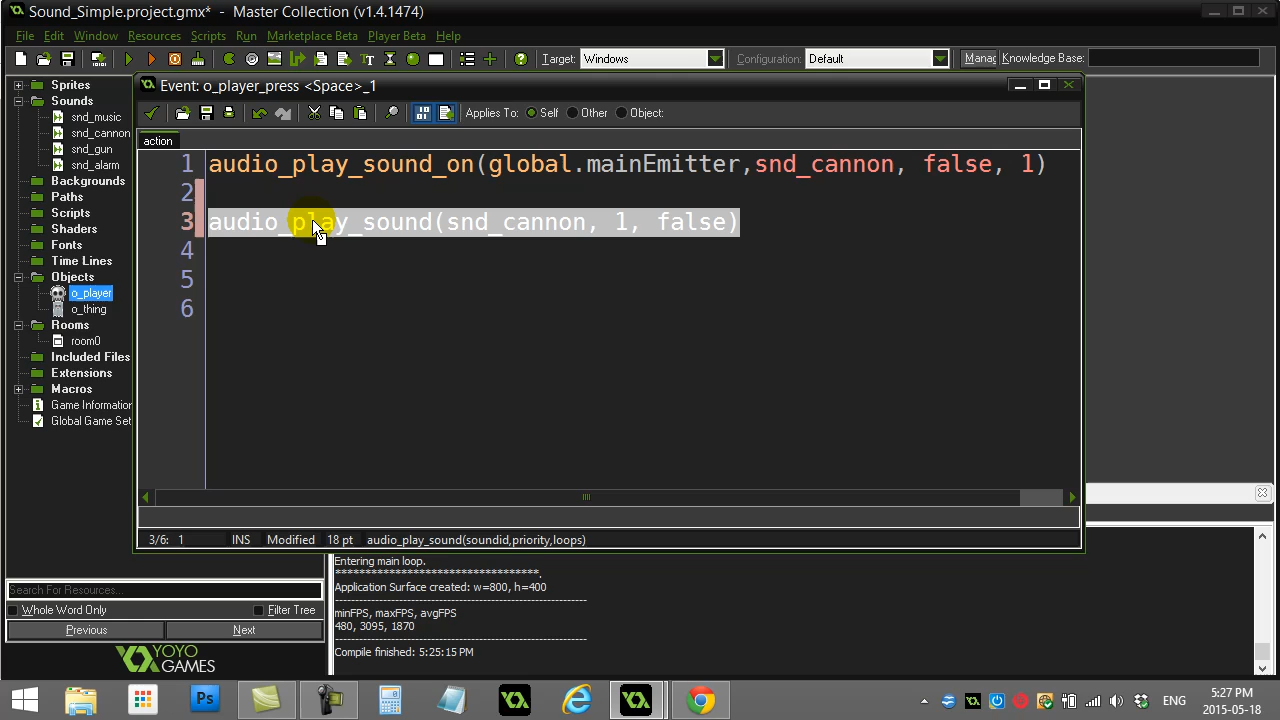 Sound_Simple.project.gmx* - Master Collection (v1.4.1474)
File Edit Window Resources Scripts Run Marketplace Beta Player Beta Help
Target: Windows Configuration: Default Manac Knowledge Base:
Sprites
Sounds
snd_music
snd_cannon
snd_gun
snd_alarm
Backgrounds
Paths
Scripts
Shaders
Fonts
Time Lines
Objects
o_player
o_thing
Rooms
room0
Included Files
Extensions
Macros
Game Information
Global Game Set
Event: o_player_press <Space>_1
Applies To: Self Other Object:
action
1 audio_play_sound_on(global.mainEmitter,snd_cannon, false, 1)
2
3 audio_play_sound(snd_cannon, 1, false)
4
5
6
3/6: 1 INS Modified 18 pt audio_play_sound(soundid,priority,loops)
Search For Resources...
Whole Word Only Filter Tree
Previous Next
YOYO
GAMES
Entering main loop.
**************************************.
Application Surface created: w=800, h=400
---------------------------------------------------------------
minFPS, maxFPS, avgFPS
480, 3095, 1870
---------------------------------------------------------------
Compile finished: 5:25:15 PM
Ps
ENG
5:27 PM
2015-05-18